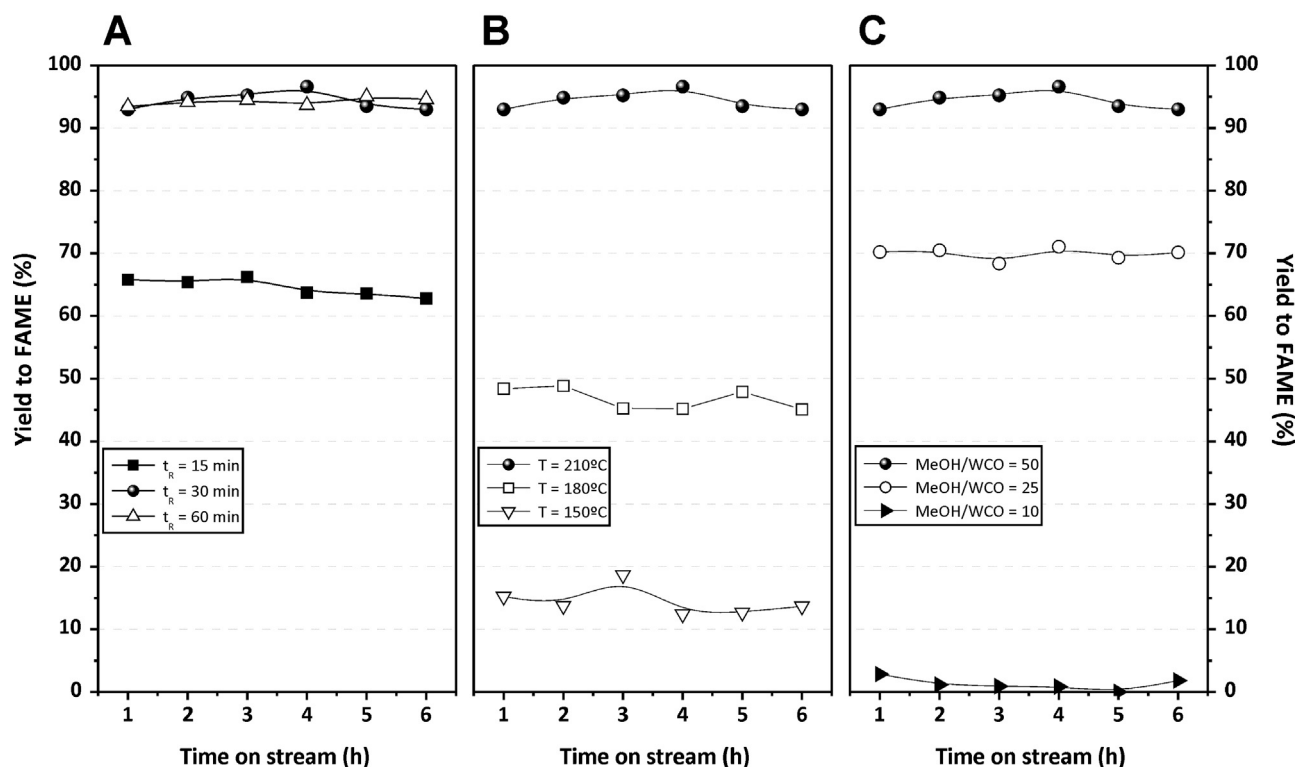 A
B
C
Yield to FAME (%)
100
90
80
70
60
50
40
30
20
10
0
t_R = 15 min
t_R = 30 min
t_R = 60 min
1 2 3 4 5 6
Time on stream (h)
T = 210ºC
T = 180ºC
T = 150ºC
1 2 3 4 5 6
Time on stream (h)
MeOH/WCO = 50
MeOH/WCO = 25
MeOH/WCO = 10
1 2 3 4 5 6
Time on stream (h)
100
90
80
70
60
50
40
30
20
10
0
Yield to FAME (%)